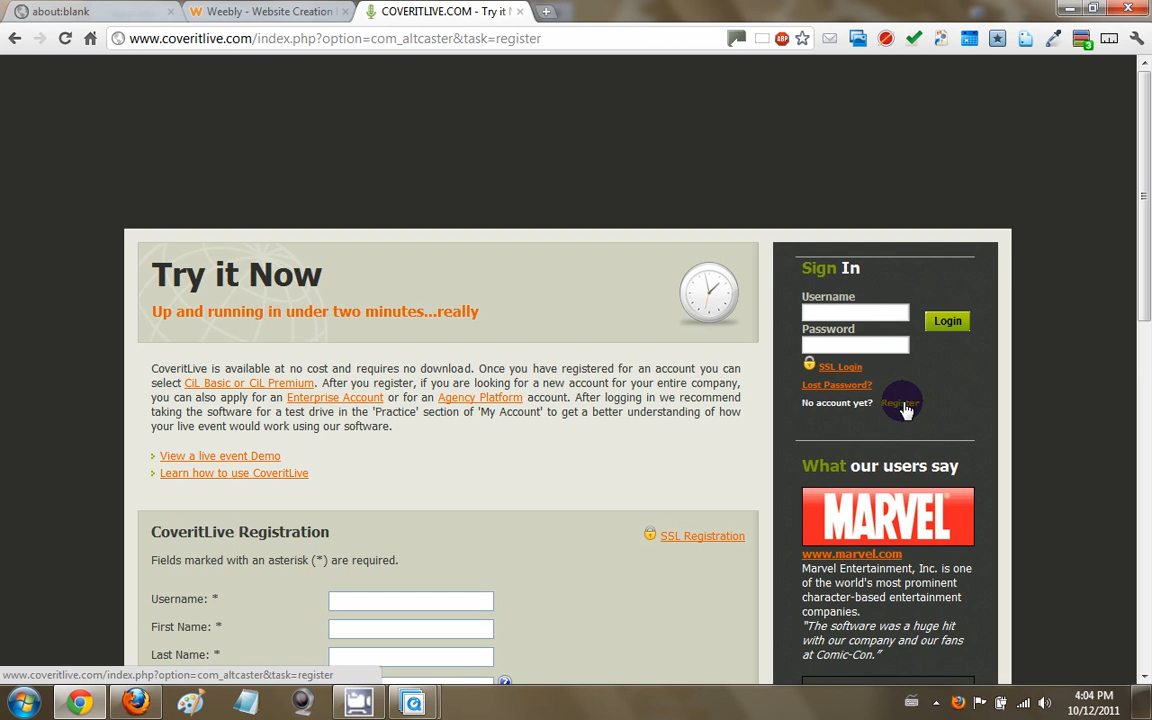 about:blank
Weebly - Website Creation
COVERITLIVE.COM - Try it N
www.coveritlive.com/index.php?option=com_altcaster&task=register
ABP
3
Try it Now
Up and running in under two minutes...really
CoveritLive is available at no cost and requires no download. Once you have registered for an account you can
select CiL Basic or CiL Premium. After you register, if you are looking for a new account for your entire company,
you can also apply for an Enterprise Account or for an Agency Platform account. After logging in we recommend
taking the software for a test drive in the 'Practice' section of 'My Account' to get a better understanding of how
your live event would work using our software.
View a live event Demo
Learn how to use CoveritLive
CoveritLive Registration
SSL Registration
Fields marked with an asterisk (*) are required.
Username: *
First Name: *
Last Name: *
Sign In
Username
Login
Password
SSL Login
Lost Password?
No account yet? Register
What our users say
MARVEL
www.marvel.com
Marvel Entertainment, Inc. is one
of the world's most prominent
character-based entertainment
companies.
"The software was a huge hit
with our company and our fans
at Comic-Con."
www.coveritlive.com/index.php?option=com_altcaster&task=register
4:04 PM
10/12/2011